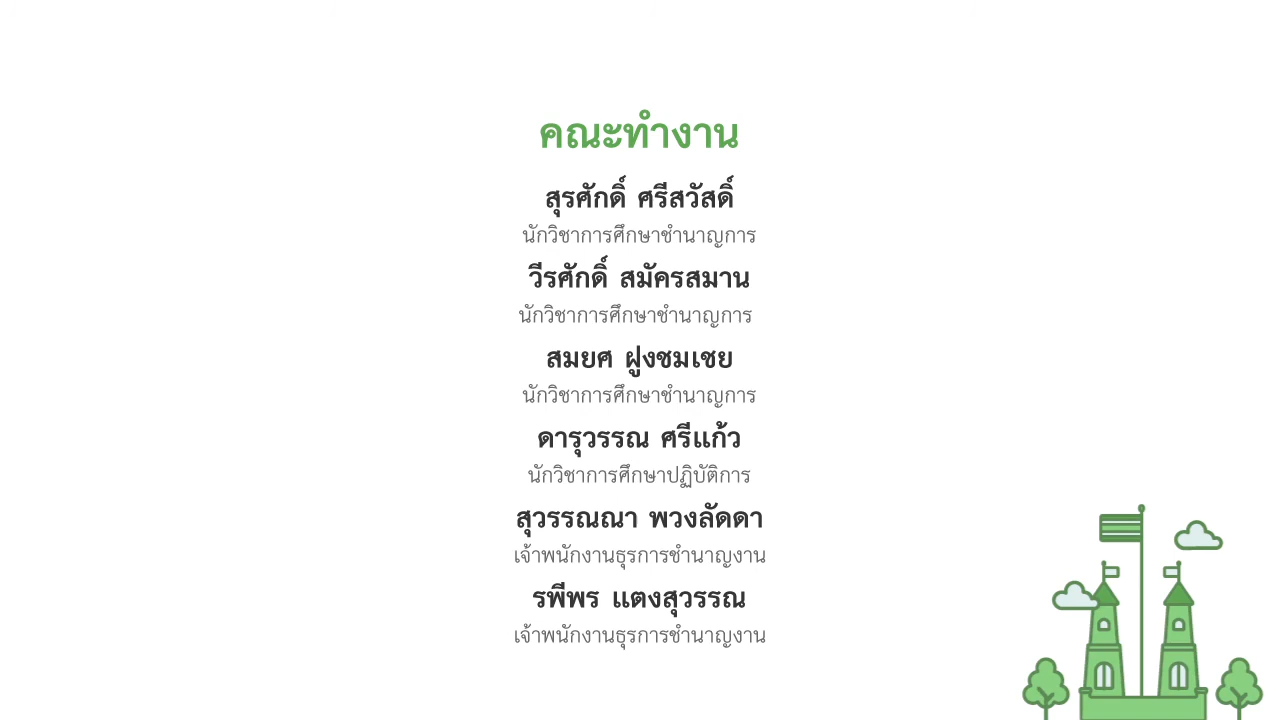 คณะทำงาน
สุรศักดิ์ ศรีสวัสดิ์
นักวิชาการศึกษาชำนาญการ
วีรศักดิ์ สมัครสมาน
นักวิชาการศึกษาชำนาญการ
สมยศ ฝูงชมเชย
นักวิชาการศึกษาชำนาญการ
ดารุวรรณ ศรีแก้ว
นักวิชาการศึกษาปฏิบัติการ
สุวรรณณา พวงลัดดา
เจ้าพนักงานธุรการชำนาญงาน
รพีพร แตงสุวรรณ
เจ้าพนักงานธุรการชำนาญงาน